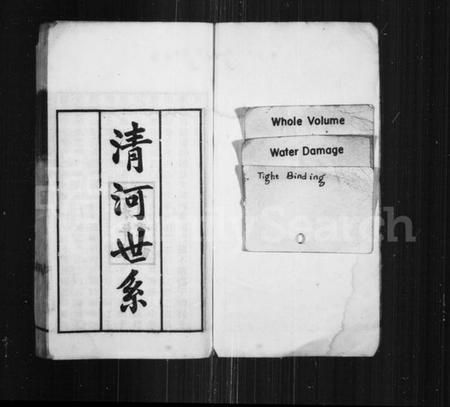 清河世系
Whole Volume
Water Damage
Tight Binding